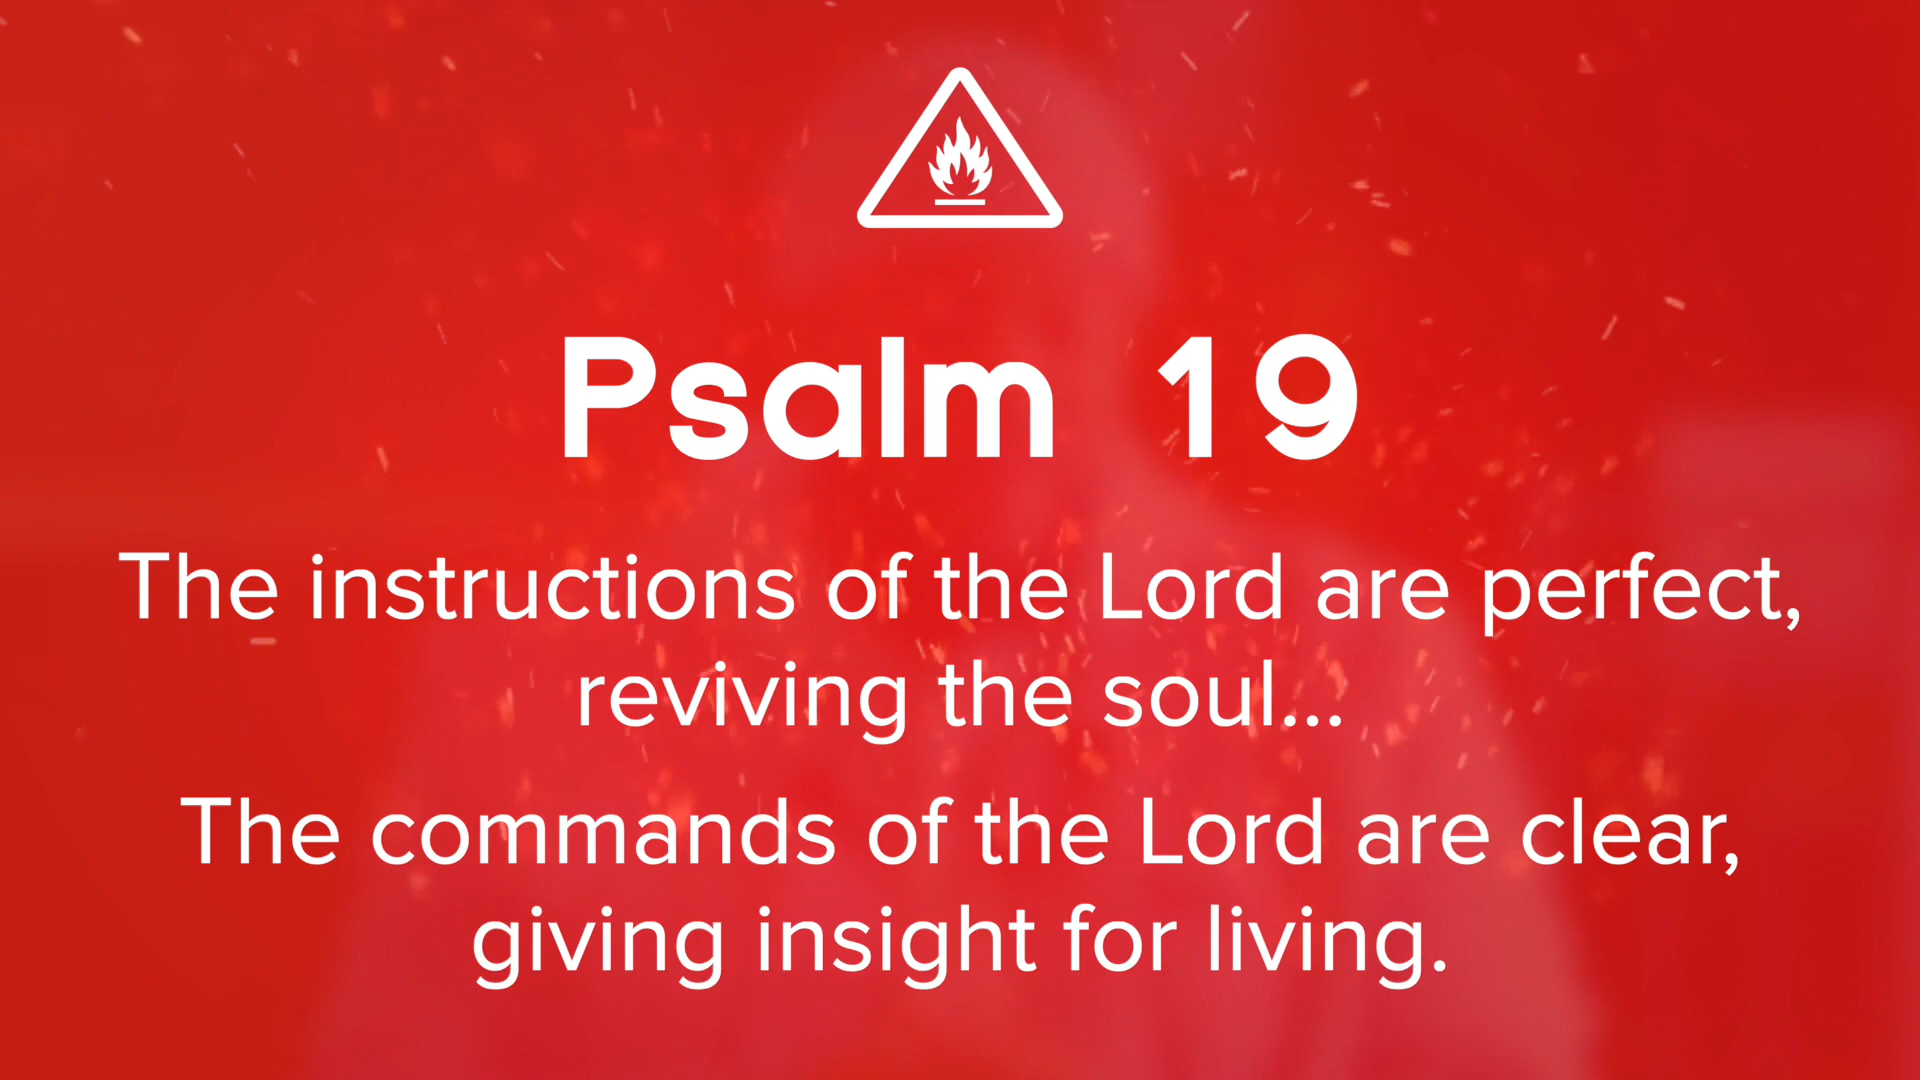 Psalm 19
The instructions of the Lord are perfect,
reviving the soul...
The commands of the Lord are clear,
giving insight for living.